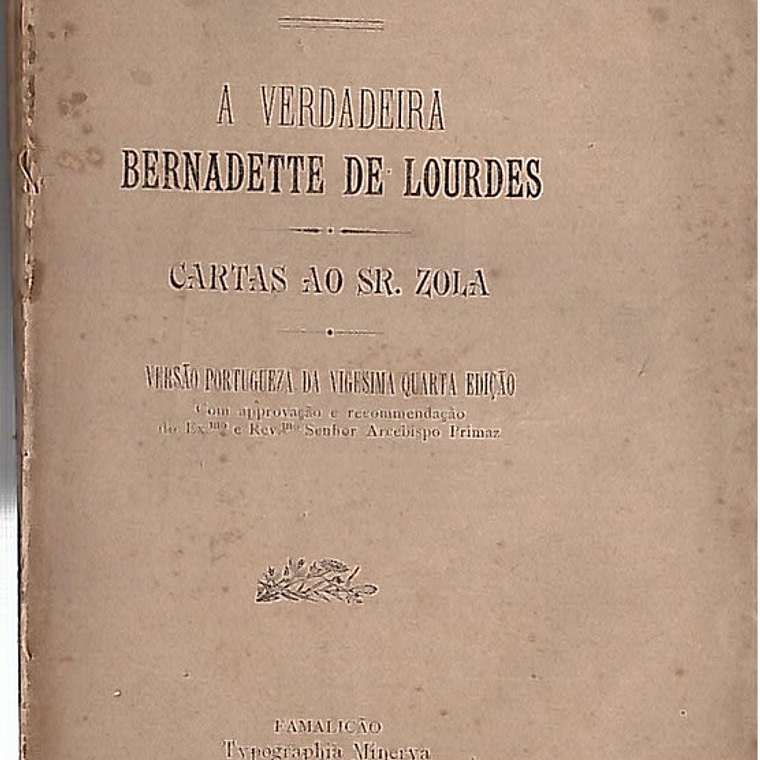 A VERDADEIRA
BERNADETTE DE LOURDES
CARTAS AO SR. ZOLA
VERSÃO PORTUGUEZA DA VIGESIMA QUARTA EDIÇÃO
Com approvação e recommendação
do Ex.mo e Rev.mo Senhor Arcebispo Primaz
FAMALICÃO
Typographia Minerva